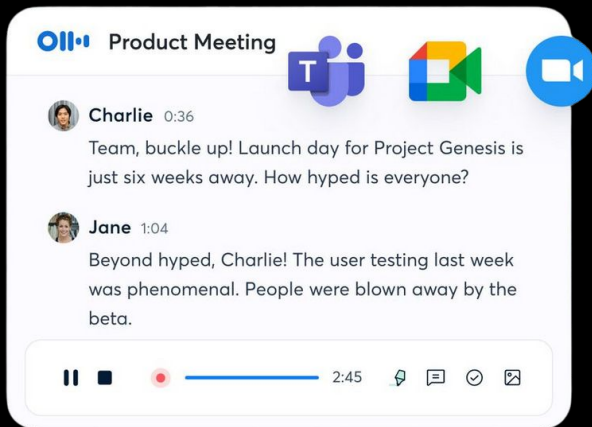 Product Meeting
T
Charlie 0:36
Team, buckle up! Launch day for Project Genesis is
just six weeks away. How hyped is everyone?
Jane 1:04
Beyond hyped, Charlie! The user testing last week
was phenomenal. People were blown away by the
beta.
2:45